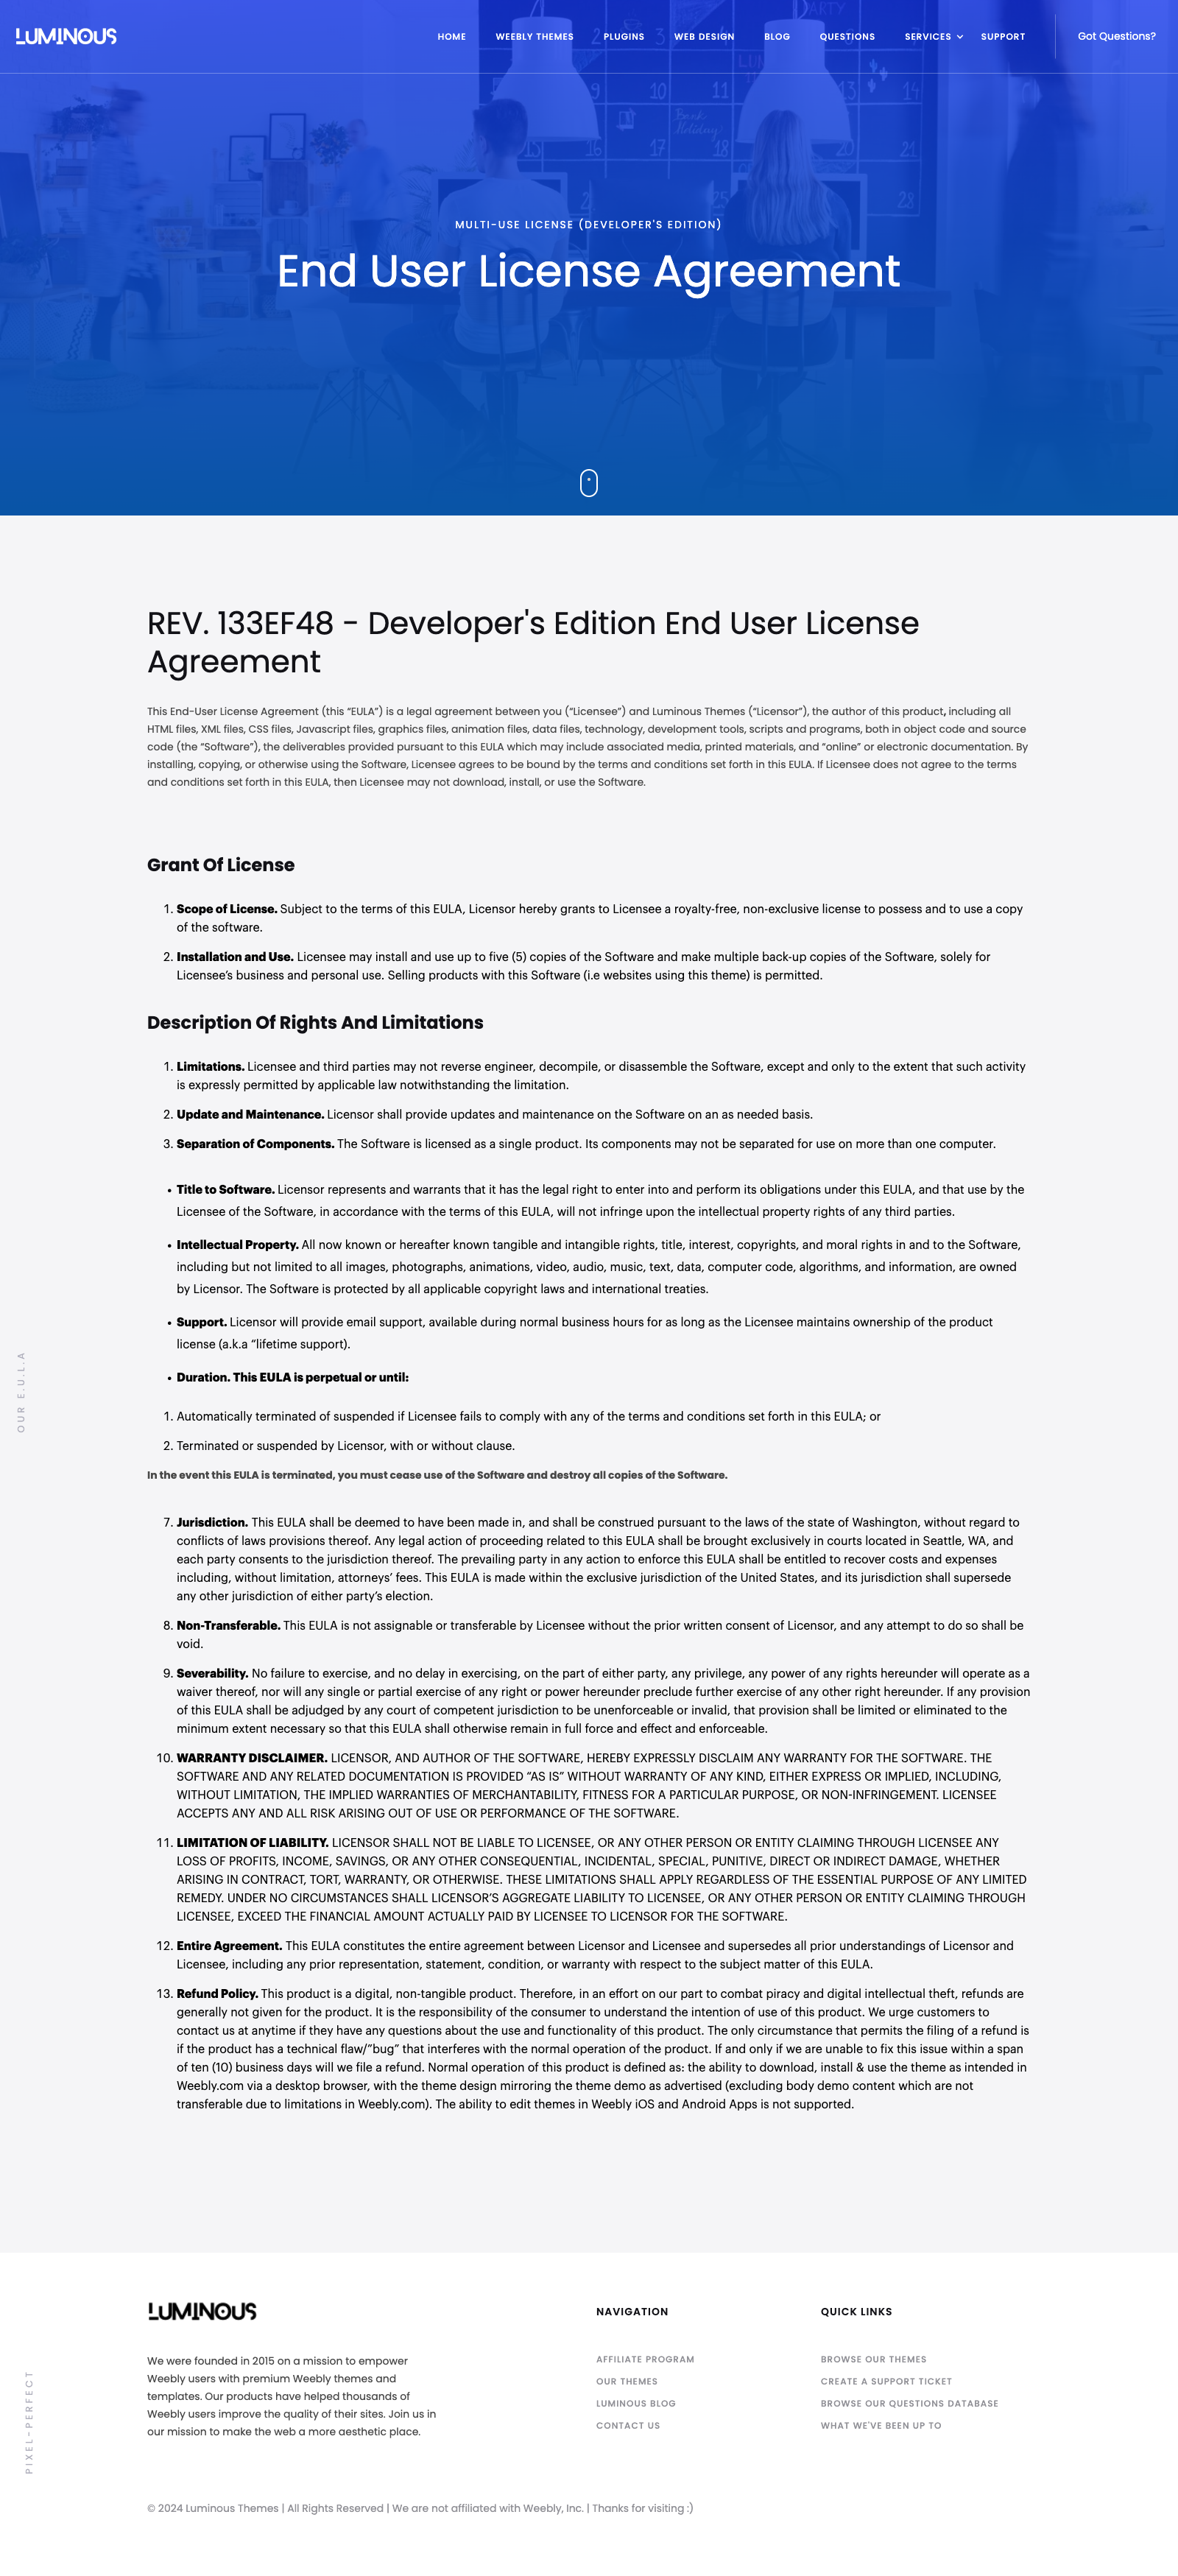 LUMINOUS
HOME
WEEBLY THEMES
PLUGINS
WEB DESIGN
BLOG
QUESTIONS
SERVICES
SUPPORT
Got Questions?
MULTI-USE LICENSE (DEVELOPER'S EDITION)
End User License Agreement
REV. 133EF48 - Developer's Edition End User License
Agreement
This End-User License Agreement (this “EULA”) is a legal agreement between you (“Licensee”) and Luminous Themes (“Licensor”), the author of this product, including all
HTML files, XML files, CSS files, Javascript files, graphics files, animation files, data files, technology, development tools, scripts and programs, both in object code and source
code (the “Software”), the deliverables provided pursuant to this EULA which may include associated media, printed materials, and “online” or electronic documentation. By
installing, copying, or otherwise using the Software, Licensee agrees to be bound by the terms and conditions set forth in this EULA. If Licensee does not agree to the terms
and conditions set forth in this EULA, then Licensee may not download, install, or use the Software.
Grant Of License
1. Scope of License. Subject to the terms of this EULA, Licensor hereby grants to Licensee a royalty-free, non-exclusive license to possess and to use a copy
of the software.
2. Installation and Use. Licensee may install and use up to five (5) copies of the Software and make multiple back-up copies of the Software, solely for
Licensee’s business and personal use. Selling products with this Software (i.e websites using this theme) is permitted.
Description Of Rights And Limitations
1. Limitations. Licensee and third parties may not reverse engineer, decompile, or disassemble the Software, except and only to the extent that such activity
is expressly permitted by applicable law notwithstanding the limitation.
2. Update and Maintenance. Licensor shall provide updates and maintenance on the Software on an as needed basis.
3. Separation of Components. The Software is licensed as a single product. Its components may not be separated for use on more than one computer.
• Title to Software. Licensor represents and warrants that it has the legal right to enter into and perform its obligations under this EULA, and that use by the
Licensee of the Software, in accordance with the terms of this EULA, will not infringe upon the intellectual property rights of any third parties.
• Intellectual Property. All now known or hereafter known tangible and intangible rights, title, interest, copyrights, and moral rights in and to the Software,
including but not limited to all images, photographs, animations, video, audio, music, text, data, computer code, algorithms, and information, are owned
by Licensor. The Software is protected by all applicable copyright laws and international treaties.
• Support. Licensor will provide email support, available during normal business hours for as long as the Licensee maintains ownership of the product
license (a.k.a “lifetime support).
• Duration. This EULA is perpetual or until:
1. Automatically terminated of suspended if Licensee fails to comply with any of the terms and conditions set forth in this EULA; or
2. Terminated or suspended by Licensor, with or without clause.
In the event this EULA is terminated, you must cease use of the Software and destroy all copies of the Software.
OUR E.U.L.A
7. Jurisdiction. This EULA shall be deemed to have been made in, and shall be construed pursuant to the laws of the state of Washington, without regard to
conflicts of laws provisions thereof. Any legal action of proceeding related to this EULA shall be brought exclusively in courts located in Seattle, WA, and
each party consents to the jurisdiction thereof. The prevailing party in any action to enforce this EULA shall be entitled to recover costs and expenses
including, without limitation, attorneys’ fees. This EULA is made within the exclusive jurisdiction of the United States, and its jurisdiction shall supersede
any other jurisdiction of either party’s election.
8. Non-Transferable. This EULA is not assignable or transferable by Licensee without the prior written consent of Licensor, and any attempt to do so shall be
void.
9. Severability. No failure to exercise, and no delay in exercising, on the part of either party, any privilege, any power of any rights hereunder will operate as a
waiver thereof, nor will any single or partial exercise of any right or power hereunder preclude further exercise of any other right hereunder. If any provision
of this EULA shall be adjudged by any court of competent jurisdiction to be unenforceable or invalid, that provision shall be limited or eliminated to the
minimum extent necessary so that this EULA shall otherwise remain in full force and effect and enforceable.
10. WARRANTY DISCLAIMER. LICENSOR, AND AUTHOR OF THE SOFTWARE, HEREBY EXPRESSLY DISCLAIM ANY WARRANTY FOR THE SOFTWARE. THE
SOFTWARE AND ANY RELATED DOCUMENTATION IS PROVIDED “AS IS” WITHOUT WARRANTY OF ANY KIND, EITHER EXPRESS OR IMPLIED, INCLUDING,
WITHOUT LIMITATION, THE IMPLIED WARRANTIES OF MERCHANTABILITY, FITNESS FOR A PARTICULAR PURPOSE, OR NON-INFRINGEMENT. LICENSEE
ACCEPTS ANY AND ALL RISK ARISING OUT OF USE OR PERFORMANCE OF THE SOFTWARE.
11. LIMITATION OF LIABILITY. LICENSOR SHALL NOT BE LIABLE TO LICENSEE, OR ANY OTHER PERSON OR ENTITY CLAIMING THROUGH LICENSEE ANY
LOSS OF PROFITS, INCOME, SAVINGS, OR ANY OTHER CONSEQUENTIAL, INCIDENTAL, SPECIAL, PUNITIVE, DIRECT OR INDIRECT DAMAGE, WHETHER
ARISING IN CONTRACT, TORT, WARRANTY, OR OTHERWISE. THESE LIMITATIONS SHALL APPLY REGARDLESS OF THE ESSENTIAL PURPOSE OF ANY LIMITED
REMEDY. UNDER NO CIRCUMSTANCES SHALL LICENSOR’S AGGREGATE LIABILITY TO LICENSEE, OR ANY OTHER PERSON OR ENTITY CLAIMING THROUGH
LICENSEE, EXCEED THE FINANCIAL AMOUNT ACTUALLY PAID BY LICENSEE TO LICENSOR FOR THE SOFTWARE.
12. Entire Agreement. This EULA constitutes the entire agreement between Licensor and Licensee and supersedes all prior understandings of Licensor and
Licensee, including any prior representation, statement, condition, or warranty with respect to the subject matter of this EULA.
13. Refund Policy. This product is a digital, non-tangible product. Therefore, in an effort on our part to combat piracy and digital intellectual theft, refunds are
generally not given for the product. It is the responsibility of the consumer to understand the intention of use of this product. We urge customers to
contact us at anytime if they have any questions about the use and functionality of this product. The only circumstance that permits the filing of a refund is
if the product has a technical flaw/”bug” that interferes with the normal operation of the product. If and only if we are unable to fix this issue within a span
of ten (10) business days will we file a refund. Normal operation of this product is defined as: the ability to download, install & use the theme as intended in
Weebly.com via a desktop browser, with the theme design mirroring the theme demo as advertised (excluding body demo content which are not
transferable due to limitations in Weebly.com). The ability to edit themes in Weebly iOS and Android Apps is not supported.
LUMINOUS
We were founded in 2015 on a mission to empower
Weebly users with premium Weebly themes and
templates. Our products have helped thousands of
Weebly users improve the quality of their sites. Join us in
our mission to make the web a more aesthetic place.
PIXEL-PERFECT
NAVIGATION
AFFILIATE PROGRAM
OUR THEMES
LUMINOUS BLOG
CONTACT US
QUICK LINKS
BROWSE OUR THEMES
CREATE A SUPPORT TICKET
BROWSE OUR QUESTIONS DATABASE
WHAT WE'VE BEEN UP TO
© 2024 Luminous Themes | All Rights Reserved | We are not affiliated with Weebly, Inc. | Thanks for visiting :)